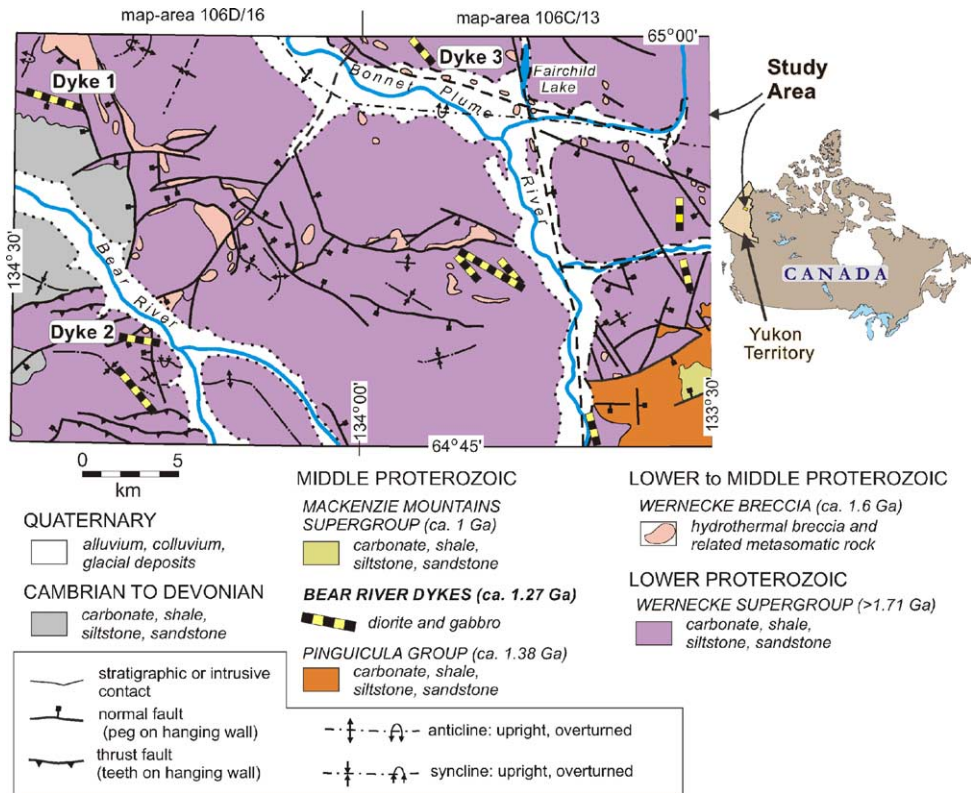 map-area 106D/16
map-area 106C/13
65°00'
Dyke 1
Dyke 3
Bonnet Plume
River
Fairchild
Lake
Study
Area
134°30'
Bear
River
Dyke 2
CANADA
Yukon
Territory
134°00'
64°45'
133°30'
0 5
km
QUATERNARY
alluvium, colluvium,
glacial deposits
CAMBRIAN TO DEVONIAN
carbonate, shale,
siltstone, sandstone
MIDDLE PROTEROZOIC
MACKENZIE MOUNTAINS
SUPERGROUP (ca. 1 Ga)
carbonate, shale,
siltstone, sandstone
BEAR RIVER DYKES (ca. 1.27 Ga)
diorite and gabbro
PINGUICULA GROUP (ca. 1.38 Ga)
carbonate, shale,
siltstone, sandstone
LOWER to MIDDLE PROTEROZOIC
WERNECKE BRECCIA (ca. 1.6 Ga)
hydrothermal breccia and
related metasomatic rock
LOWER PROTEROZOIC
WERNECKE SUPERGROUP (>1.71 Ga)
carbonate, shale,
siltstone, sandstone
stratigraphic or intrusive
contact
normal fault
(peg on hanging wall)
thrust fault
(teeth on hanging wall)
anticline: upright, overturned
syncline: upright, overturned